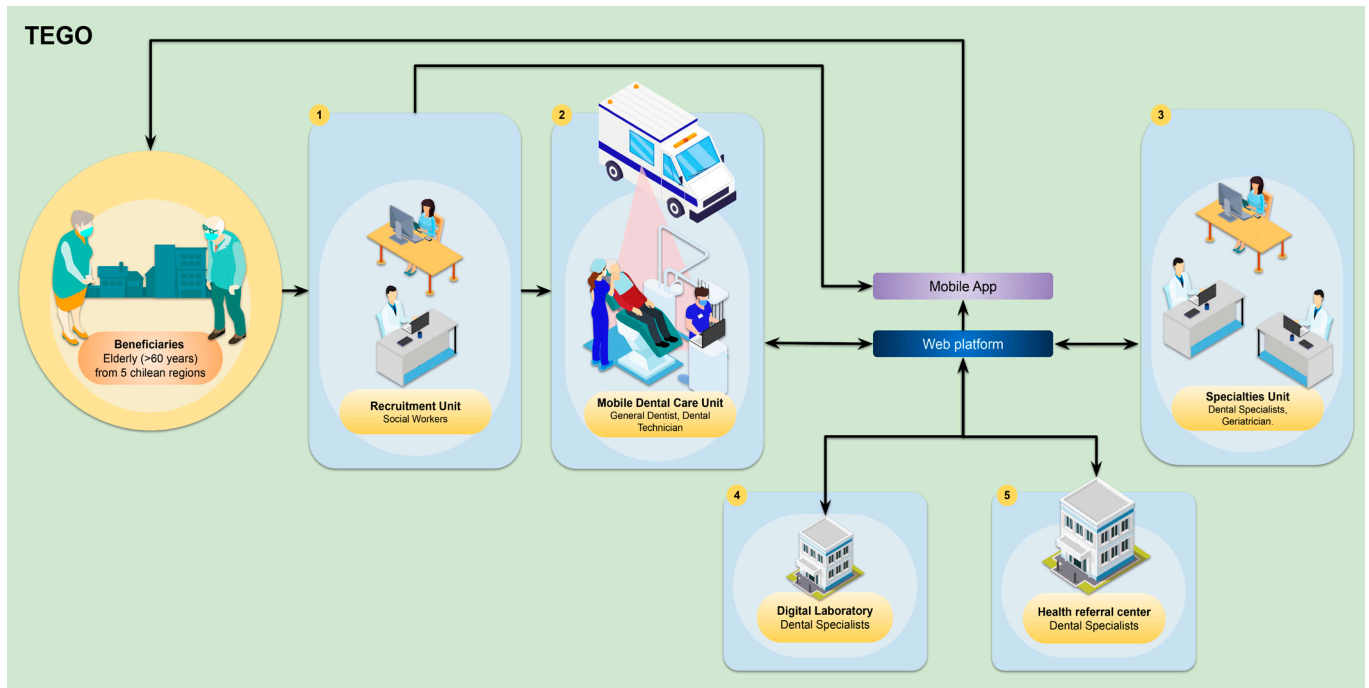 TEGO
1
2
3
Beneficiaries
Elderly (>60 years)
from 5 chilean regions
Recruitment Unit
Social Workers
Mobile Dental Care Unit
General Dentist, Dental
Technician
Mobile App
Web platform
Specialties Unit
Dental Specialists,
Geriatrician.
4
5
Digital Laboratory
Dental Specialists
Health referral center
Dental Specialists